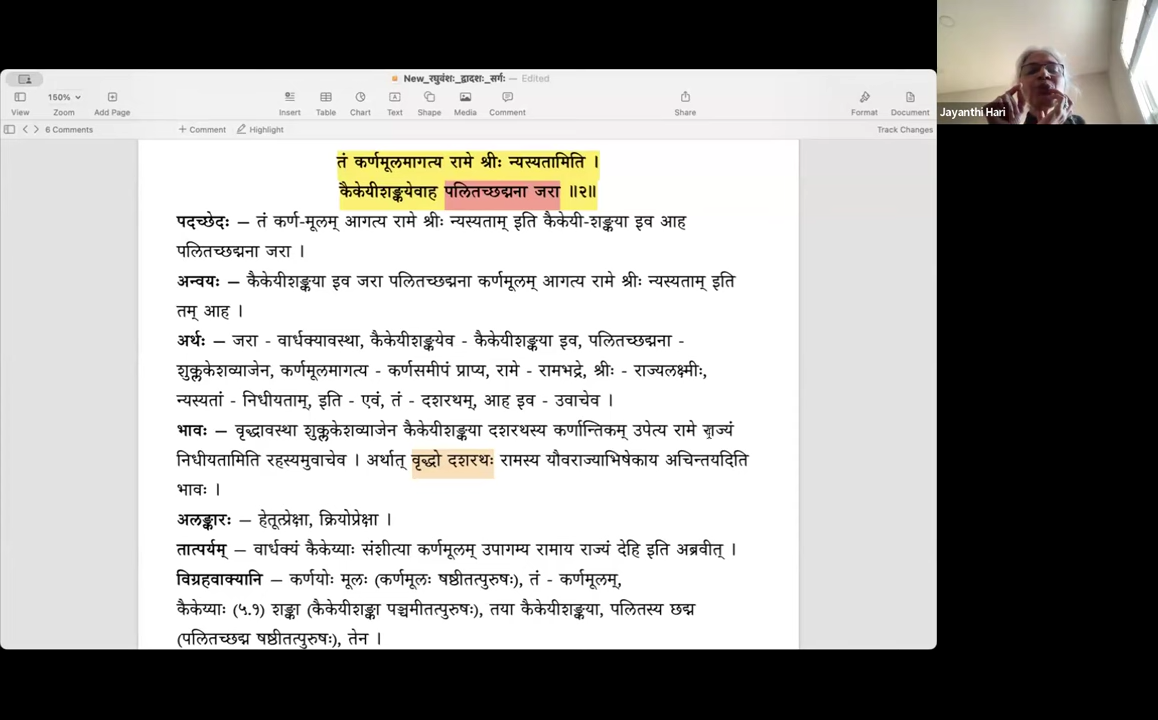 New_रघुवंशः_द्वादशः_सर्गः — Edited
View
150%
Zoom
Add Page
Insert
Table
Chart
Text
Shape
Media
Comment
Share
Format
Document
6 Comments
+ Comment
Highlight
Track Changes
Jayanthi Hari
तं कर्णमूलमागत्य रामे श्रीः न्यस्यतामिति ।
कैकेयीशङ्कयेवाह पलितच्छद्मना जरा ॥२॥
पदच्छेदः – तं कर्ण-मूलम् आगत्य रामे श्रीः न्यस्यताम् इति कैकेयी-शङ्कया इव आह
पलितच्छद्मना जरा ।
अन्वयः – कैकेयीशङ्कया इव जरा पलितच्छद्मना कर्णमूलम् आगत्य रामे श्रीः न्यस्यताम् इति
तम् आह ।
अर्थः – जरा - वार्धक्यावस्था, कैकेयीशङ्कयेव - कैकेयीशङ्कया इव, पलितच्छद्मना -
शुक्लकेशव्याजेन, कर्णमूलमागत्य - कर्णसमीपं प्राप्य, रामे - रामभद्रे, श्रीः - राज्यलक्ष्मीः,
न्यस्यतां - निधीयताम्, इति - एवं, तं - दशरथम्, आह इव - उवाचेव ।
भावः – वृद्धावस्था शुक्लकेशव्याजेन कैकेयीशङ्कया दशरथस्य कर्णान्तिकम् उपेत्य रामे राज्यं
निधीयतामिति रहस्यमुवाचेव । अर्थात् वृद्धो दशरथः रामस्य यौवराज्याभिषेकाय अचिन्तयदिति
भावः ।
अलङ्कारः – हेतूत्प्रेक्षा, क्रियोप्रेक्षा ।
तात्पर्यम् – वार्धक्यं कैकेय्याः संशीत्या कर्णमूलम् उपागम्य रामाय राज्यं देहि इति अब्रवीत् ।
विग्रहवाक्यानि – कर्णयोः मूलः (कर्णमूलः षष्ठीतत्पुरुषः), तं - कर्णमूलम्,
कैकेय्याः (५.१) शङ्का (कैकेयीशङ्का पञ्चमीतत्पुरुषः), तया कैकेयीशङ्कया, पलितस्य छद्म
(पलितच्छद्म षष्ठीतत्पुरुषः), तेन ।